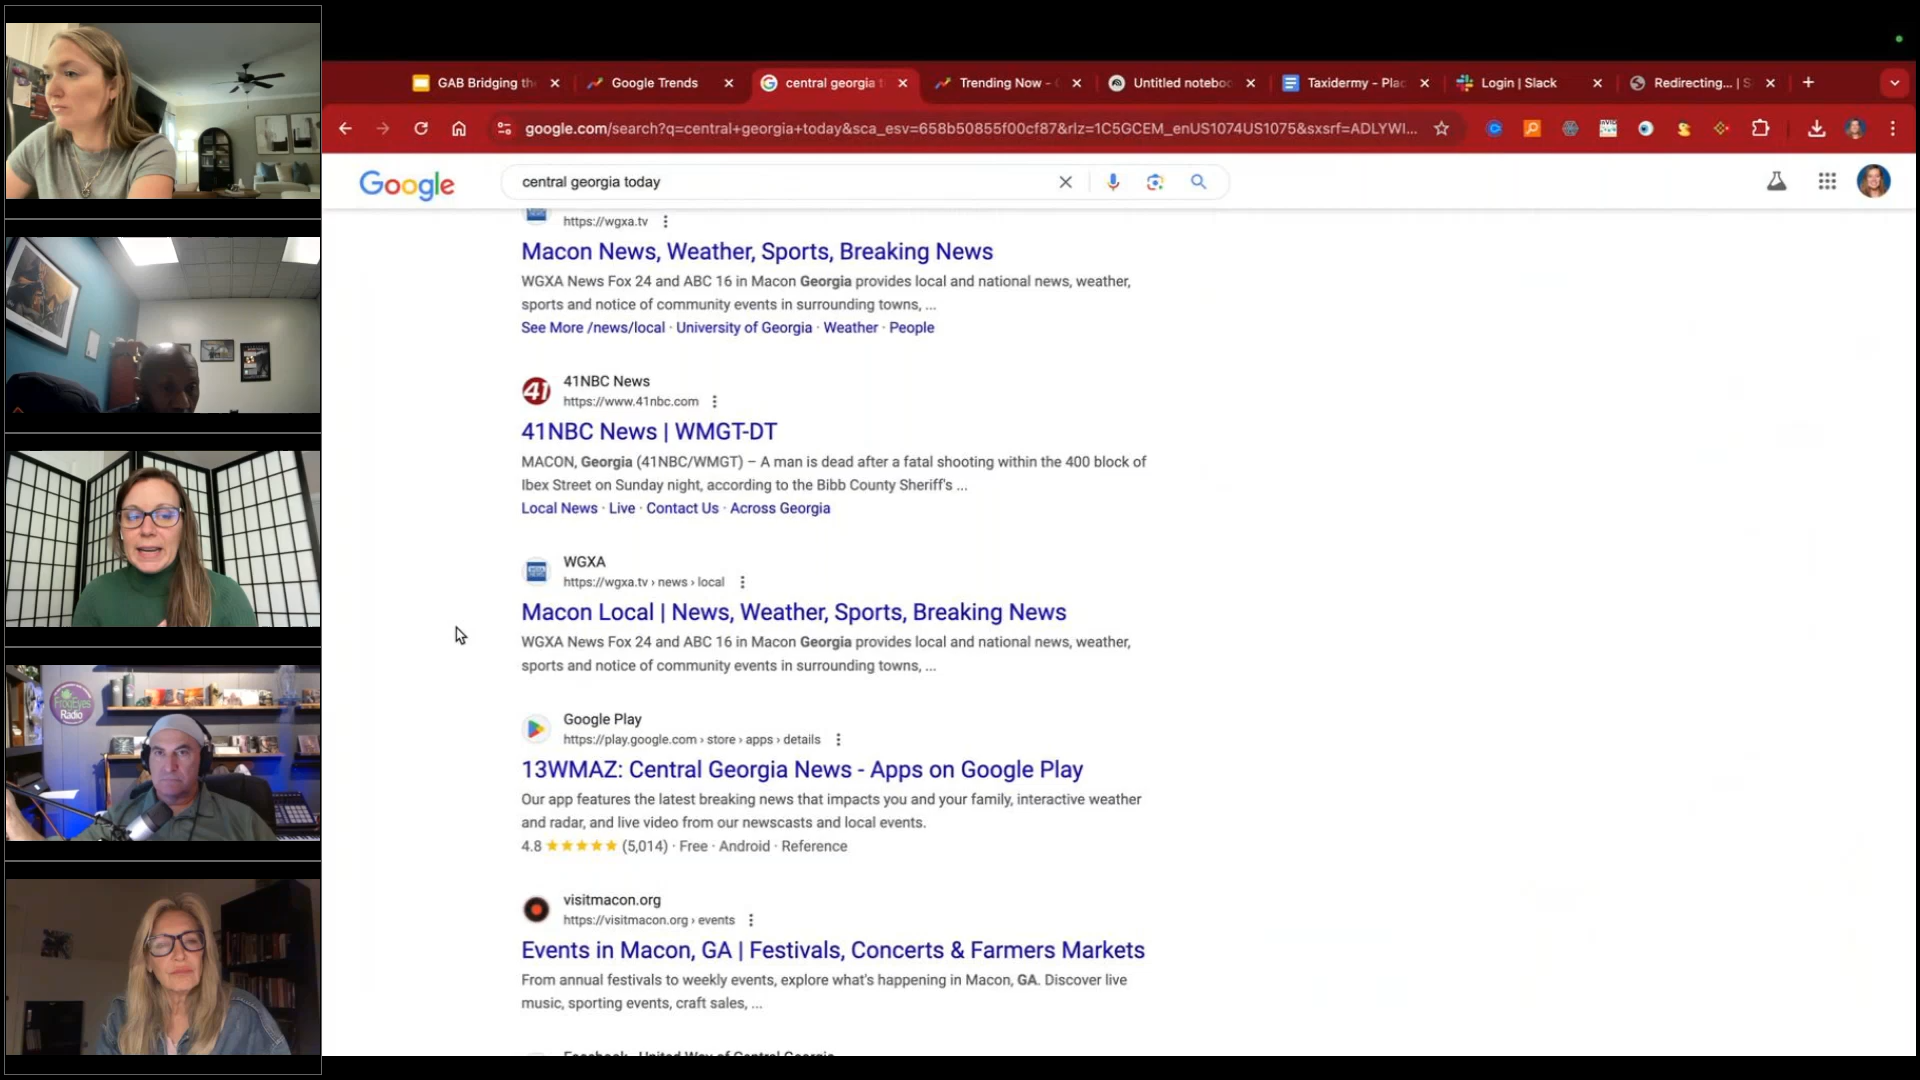 GAB Bridging th
Google Trends
central georgia t
Trending Now -
Untitled notebo
Taxidermy - Plac
Login | Slack
Redirecting... | S
google.com/search?q=central+georgia+today&sca_esv=658b50855f00cf87&rlz=1C5GCEM_enUS1074US1075&sxsrf=ADLYWI...
Google
central georgia today
https://wgxa.tv
Macon News, Weather, Sports, Breaking News
WGXA News Fox 24 and ABC 16 in Macon Georgia provides local and national news, weather,
sports and notice of community events in surrounding towns, ...
See More /news/local · University of Georgia · Weather · People
41
41NBC News
https://www.41nbc.com
41NBC News | WMGT-DT
MACON, Georgia (41NBC/WMGT) – A man is dead after a fatal shooting within the 400 block of
Ibex Street on Sunday night, according to the Bibb County Sheriff's ...
Local News · Live · Contact Us · Across Georgia
WGXA
https://wgxa.tv › news › local
Macon Local | News, Weather, Sports, Breaking News
WGXA News Fox 24 and ABC 16 in Macon Georgia provides local and national news, weather,
sports and notice of community events in surrounding towns, ...
Google Play
https://play.google.com › store › apps › details
13WMAZ: Central Georgia News - Apps on Google Play
Our app features the latest breaking news that impacts you and your family, interactive weather
and radar, and live video from our newscasts and local events.
4.8 ★★★★★ (5,014) · Free · Android · Reference
visitmacon.org
https://visitmacon.org › events
Events in Macon, GA | Festivals, Concerts & Farmers Markets
From annual festivals to weekly events, explore what's happening in Macon, GA. Discover live
music, sporting events, craft sales, ...
Facebook · United Way of Central Georgia
FrogEyes
Radio